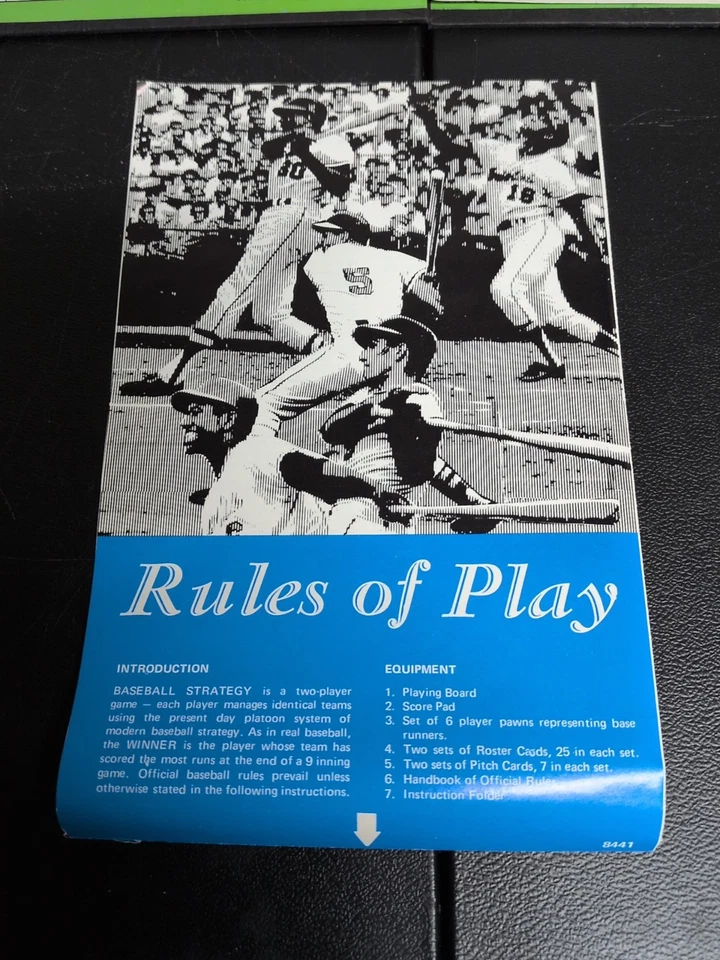 40
18
5
Rules of Play
INTRODUCTION
BASEBALL STRATEGY is a two-player
game — each player manages identical teams
using the present day platoon system of
modern baseball strategy. As in real baseball,
the WINNER is the player whose team has
scored the most runs at the end of a 9 inning
game. Official baseball rules prevail unless
otherwise stated in the following instructions.
EQUIPMENT
1. Playing Board
2. Score Pad
3. Set of 6 player pawns representing base
runners.
4. Two sets of Roster Cards, 25 in each set.
5. Two sets of Pitch Cards, 7 in each set.
6. Handbook of Official Rules
7. Instruction Folder
8441